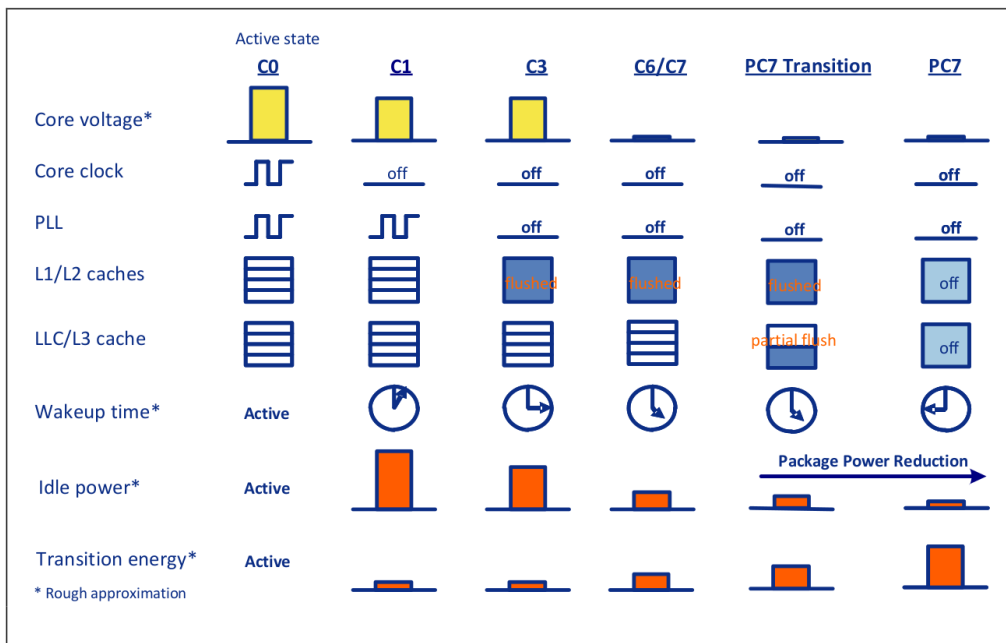 Active state
C0 C1 C3 C6/C7 PC7 Transition PC7
Core voltage*
Core clock off off off off off
PLL off off off off
L1/L2 caches flushed flushed flushed off
LLC/L3 cache partial flush off
Wakeup time* Active
Package Power Reduction
Idle power* Active
Transition energy* Active
* Rough approximation